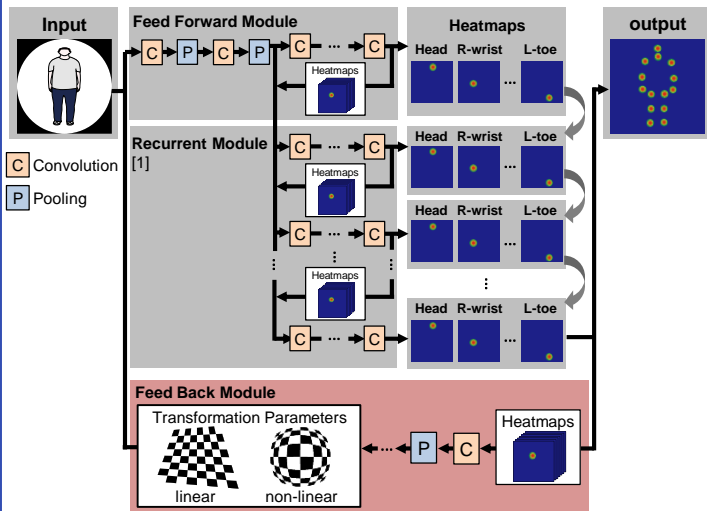 Input
Feed Forward Module
Heatmaps
output
C P C P C ... C
Heatmaps
Head R-wrist L-toe
...
Recurrent Module
[1]
C Convolution
P Pooling
C ... C
Heatmaps
Head R-wrist L-toe
...
C ... C
Head R-wrist L-toe
...
... ... ...
Heatmaps
...
C ... C
Head R-wrist L-toe
...
Feed Back Module
Transformation Parameters
linear non-linear
... P C
Heatmaps